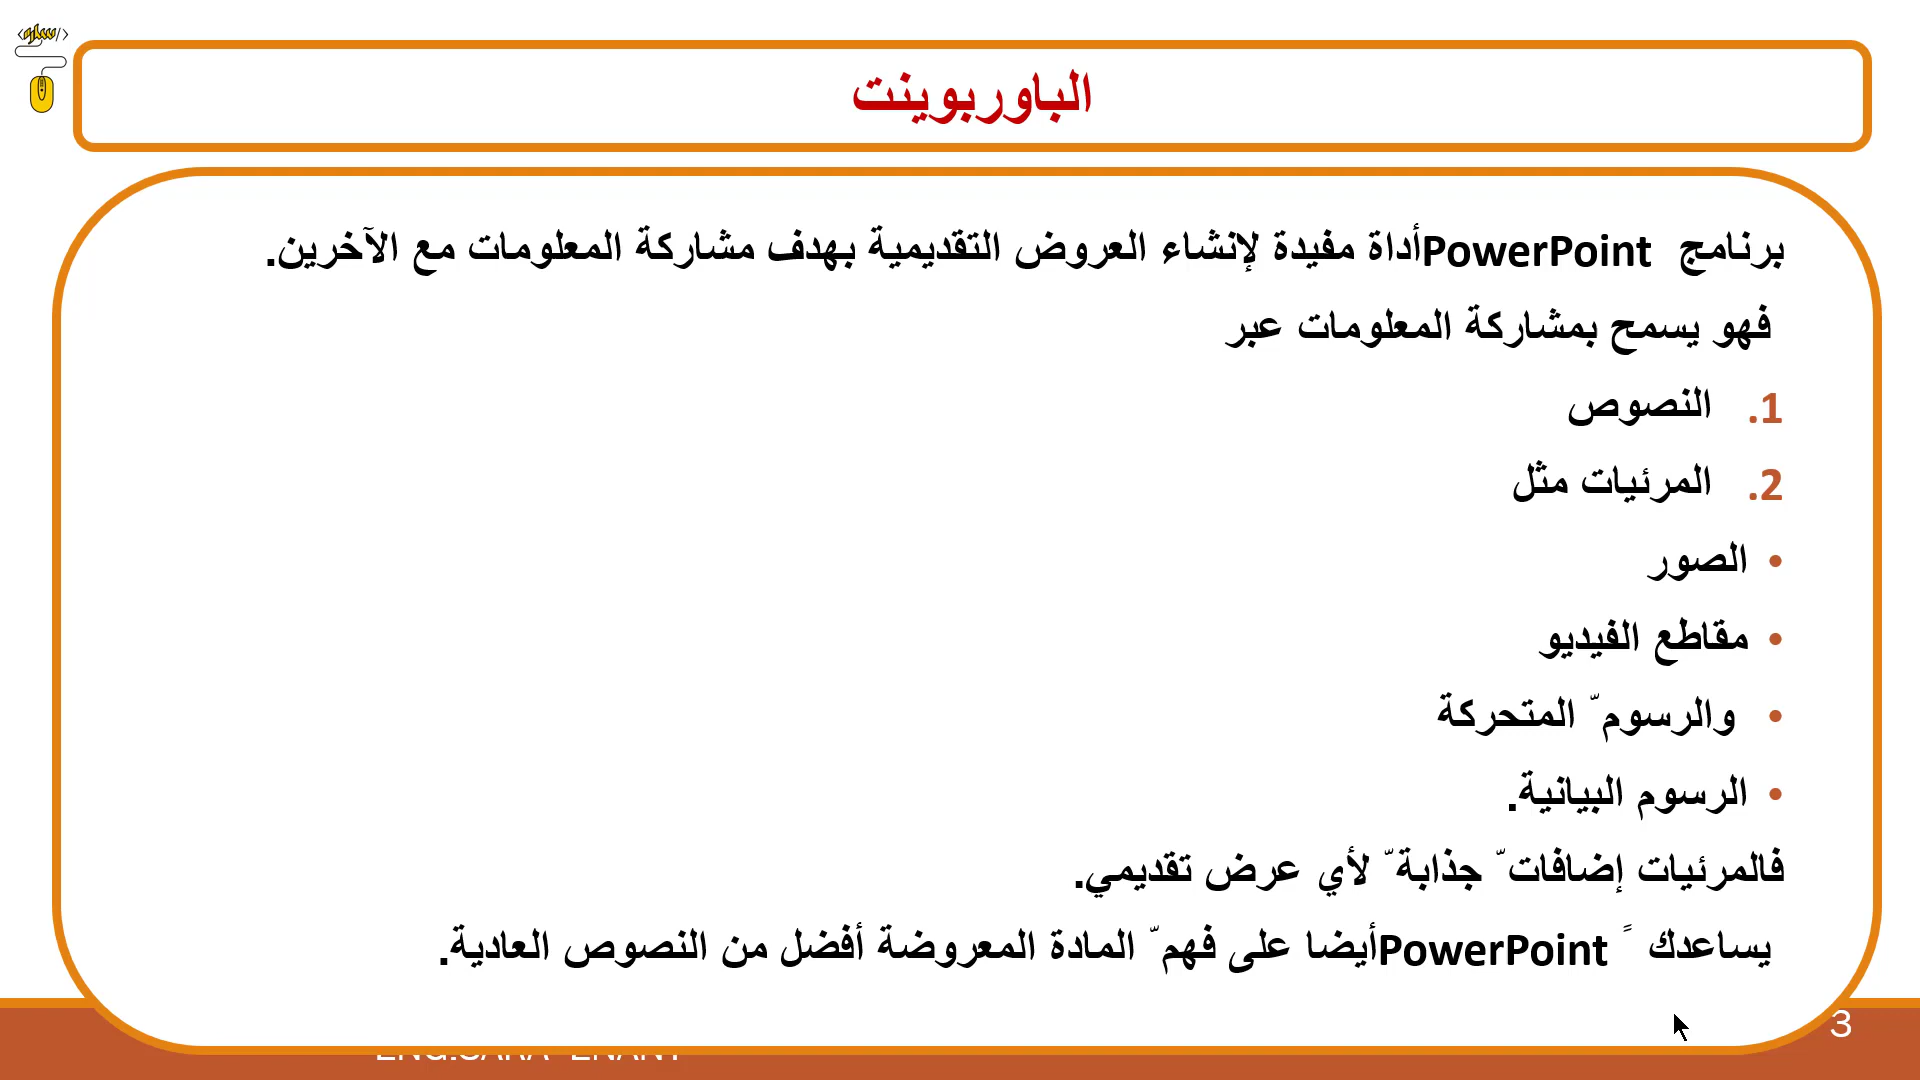 الباوربوينت
برنامج PowerPoint أداة مفيدة لإنشاء العروض التقديمية بهدف مشاركة المعلومات مع الآخرين.
فهو يسمح بمشاركة المعلومات عبر
1. النصوص
2. المرئيات مثل
• الصور
• مقاطع الفيديو
• والرسوم ّ المتحركة
• الرسوم البيانية.
فالمرئيات إضافات ّ جذابة ّ لأي عرض تقديمي.
يساعدك ً PowerPoint أيضا على فهم ّ المادة المعروضة أفضل من النصوص العادية.
3